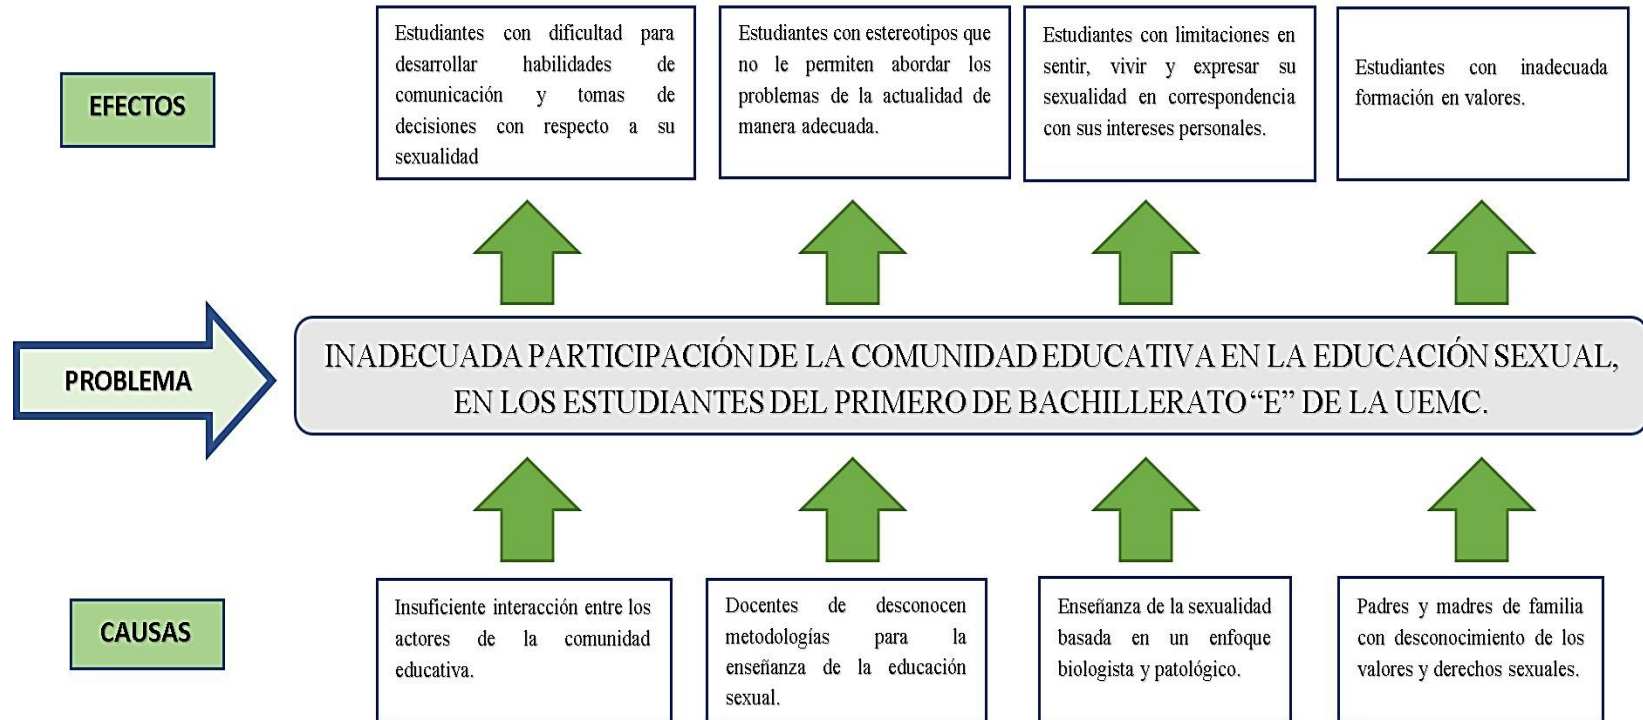 EFECTOS
Estudiantes con dificultad para
desarrollar habilidades de
comunicación y tomas de
decisiones con respecto a su
sexualidad
Estudiantes con estereotipos que
no le permiten abordar los
problemas de la actualidad de
manera adecuada.
Estudiantes con limitaciones en
sentir, vivir y expresar su
sexualidad en correspondencia
con sus intereses personales.
Estudiantes con inadecuada
formación en valores.
PROBLEMA
INADECUADA PARTICIPACIÓN DE LA COMUNIDAD EDUCATIVA EN LA EDUCACIÓN SEXUAL,
EN LOS ESTUDIANTES DEL PRIMERO DE BACHILLERATO “E” DE LA UEMC.
CAUSAS
Insuficiente interacción entre los
actores de la comunidad
educativa.
Docentes de desconocen
metodologías para la
enseñanza de la educación
sexual.
Enseñanza de la sexualidad
basada en un enfoque
biologista y patológico.
Padres y madres de familia
con desconocimiento de los
valores y derechos sexuales.